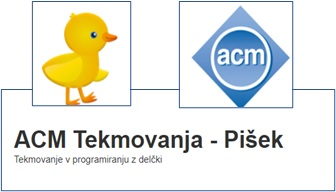 acm
ACM Tekmovanja - Pišek
Tekmovanje v programiranju z delčki